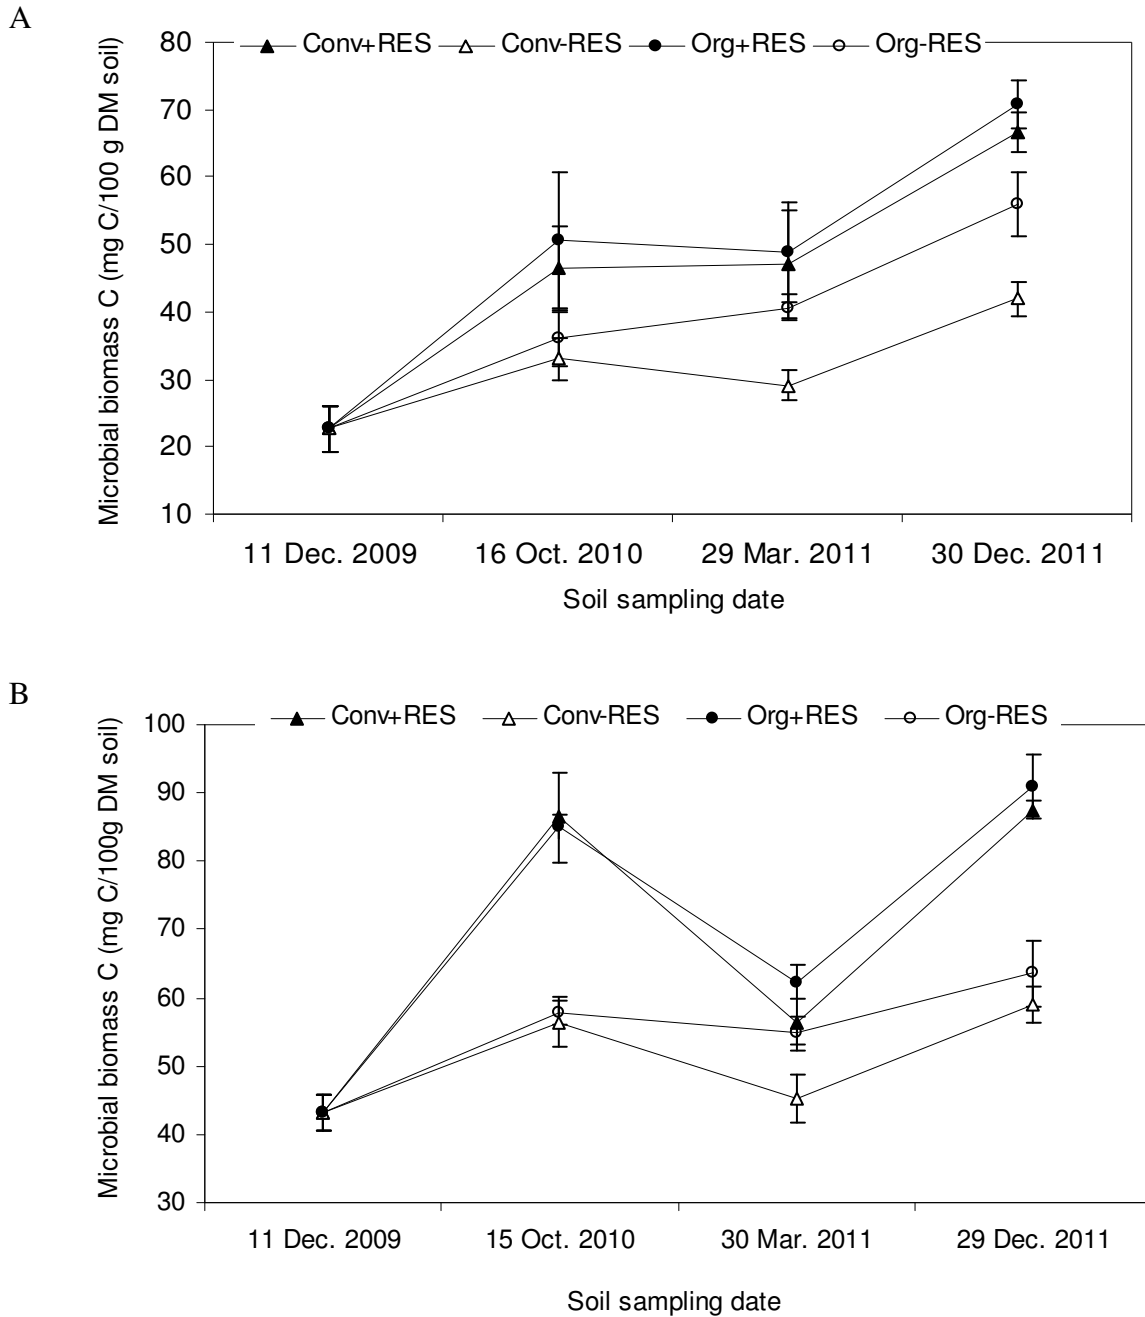 A
Conv+RES Conv-RES Org+RES Org-RES
Microbial biomass C (mg C/100 g DM soil)
80
70
60
50
40
30
20
10
11 Dec. 2009 16 Oct. 2010 29 Mar. 2011 30 Dec. 2011
Soil sampling date
B
Conv+RES Conv-RES Org+RES Org-RES
Microbial biomass C (mg C/100g DM soil)
100
90
80
70
60
50
40
30
11 Dec. 2009 15 Oct. 2010 30 Mar. 2011 29 Dec. 2011
Soil sampling date